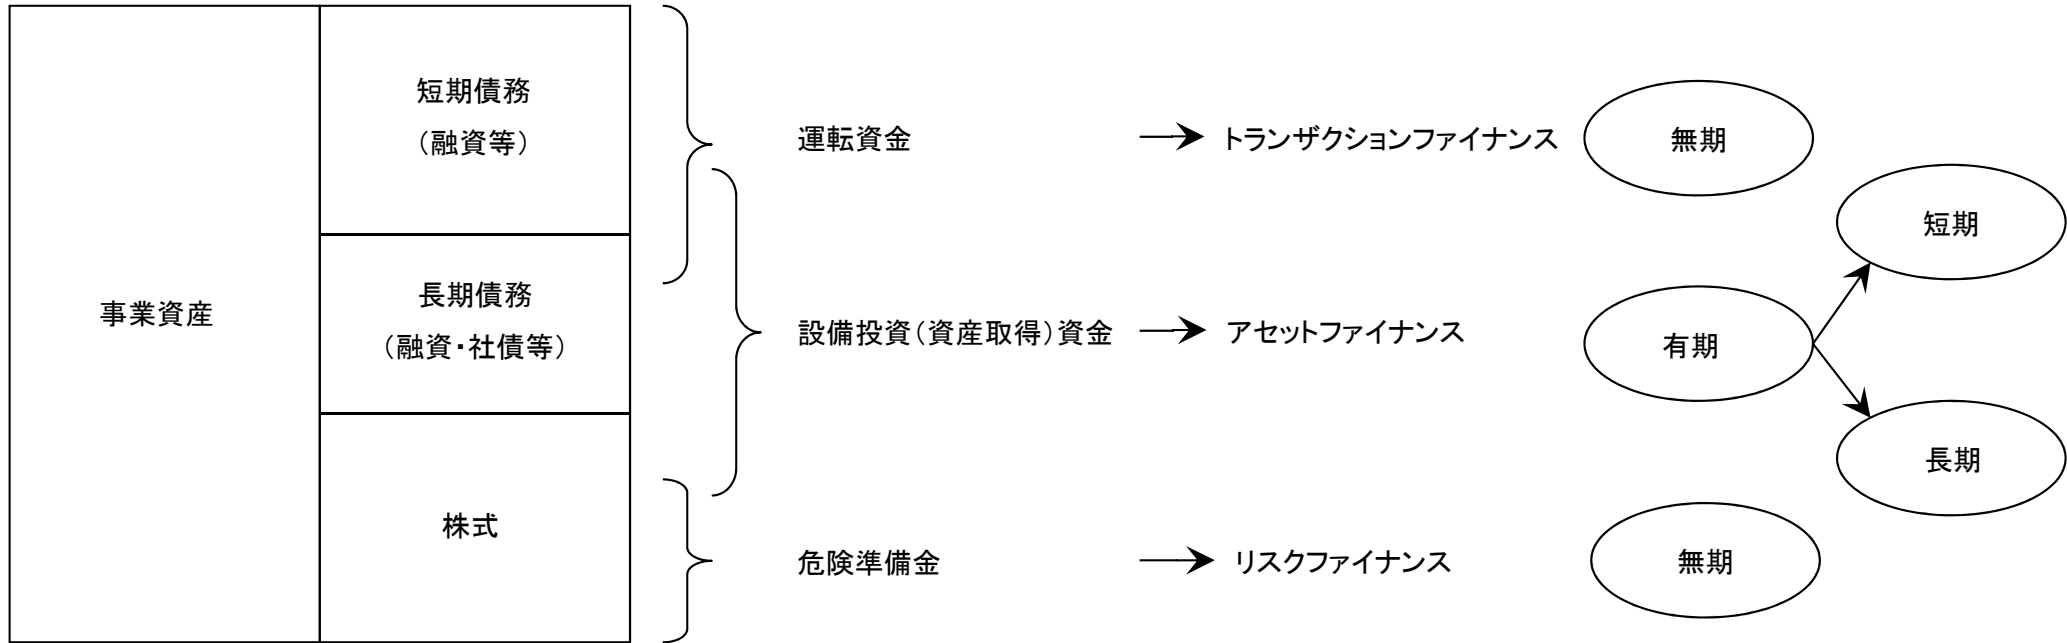 事業資産
短期債務
（融資等）
長期債務
（融資・社債等）
株式
運転資金
トランザクションファイナンス
無期
設備投資（資産取得）資金
アセットファイナンス
有期
短期
長期
危険準備金
リスクファイナンス
無期